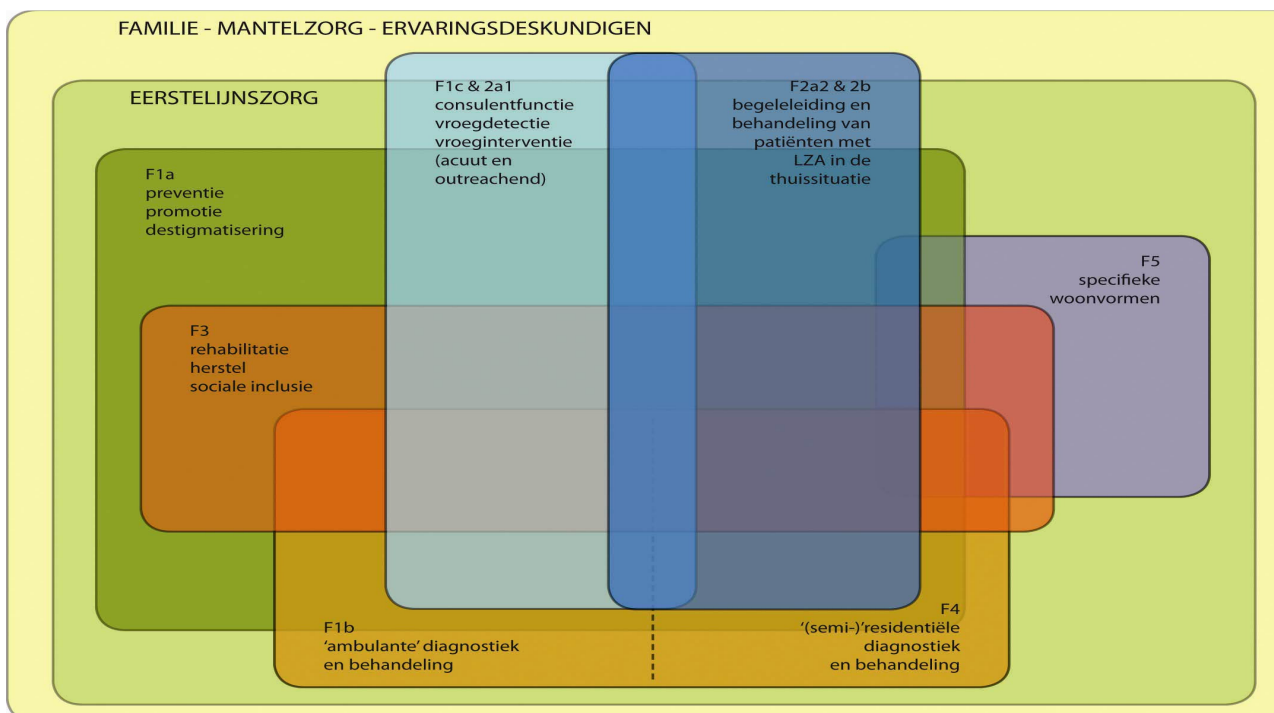 FAMILIE - MANTELZORG - ERVARINGSDESKUNDIGEN
EERSTELIJNSZORG
F1c & 2a1
consulentfunctie
vroegdetectie
vroeginterventie
(acuut en
outreachend)
F2a2 & 2b
begeleleiding en
behandeling van
patiënten met
LZA in de
thuissituatie
F1a
preventie
promotie
destigmatisering
F5
specifieke
woonvormen
F3
rehabilitatie
herstel
sociale inclusie
F1b
‘ambulante’ diagnostiek
en behandeling
F4
‘(semi-)’residentiële
diagnostiek
en behandeling